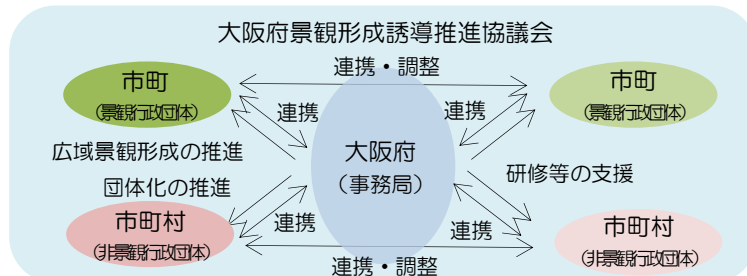 大阪府景観形成誘導推進協議会
連携・調整
市町
(景観行政団体)
市町
(景観行政団体)
連携
連携
広域景観形成の推進
大阪府
(事務局)
研修等の支援
団体化の推進
市町村
(非景観行政団体)
連携
連携
市町村
(非景観行政団体)
連携・調整